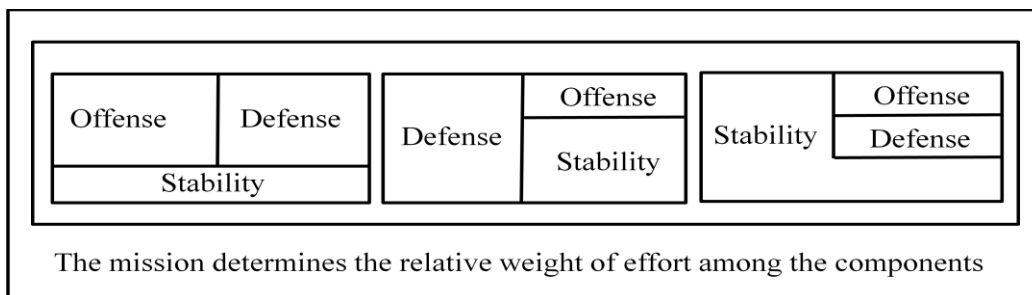 Offense
Defense
Stability
Defense
Offense
Stability
Stability
Offense
Defense
The mission determines the relative weight of effort among the components